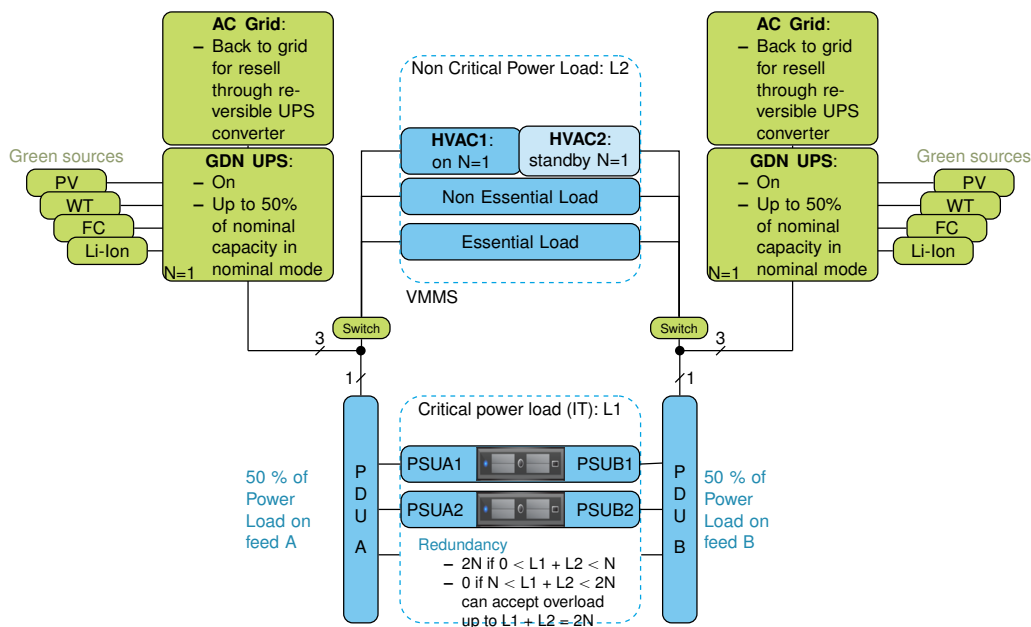 AC Grid:
– Back to grid
for resell
through re-
versible UPS
converter
Green sources
GDN UPS:
– On
– Up to 50%
of nominal
capacity in
nominal mode
N=1
PV
WT
FC
Li-Ion
Non Critical Power Load: L2
HVAC1:
on N=1
HVAC2:
standby N=1
Non Essential Load
Essential Load
VMMS
AC Grid:
– Back to grid
for resell
through re-
versible UPS
converter
Green sources
GDN UPS:
– On
– Up to 50%
of nominal
capacity in
nominal mode
N=1
PV
WT
FC
Li-Ion
Switch
3
1
Switch
3
1
50 % of
Power
Load on
feed A
P
D
U
A
Critical power load (IT): L1
PSUA1 PSUB1
PSUA2 PSUB2
Redundancy
– 2N if 0 < L1 + L2 < N
– 0 if N < L1 + L2 < 2N
can accept overload
up to L1 + L2 = 2N
P
D
U
B
50 % of
Power
Load on
feed B